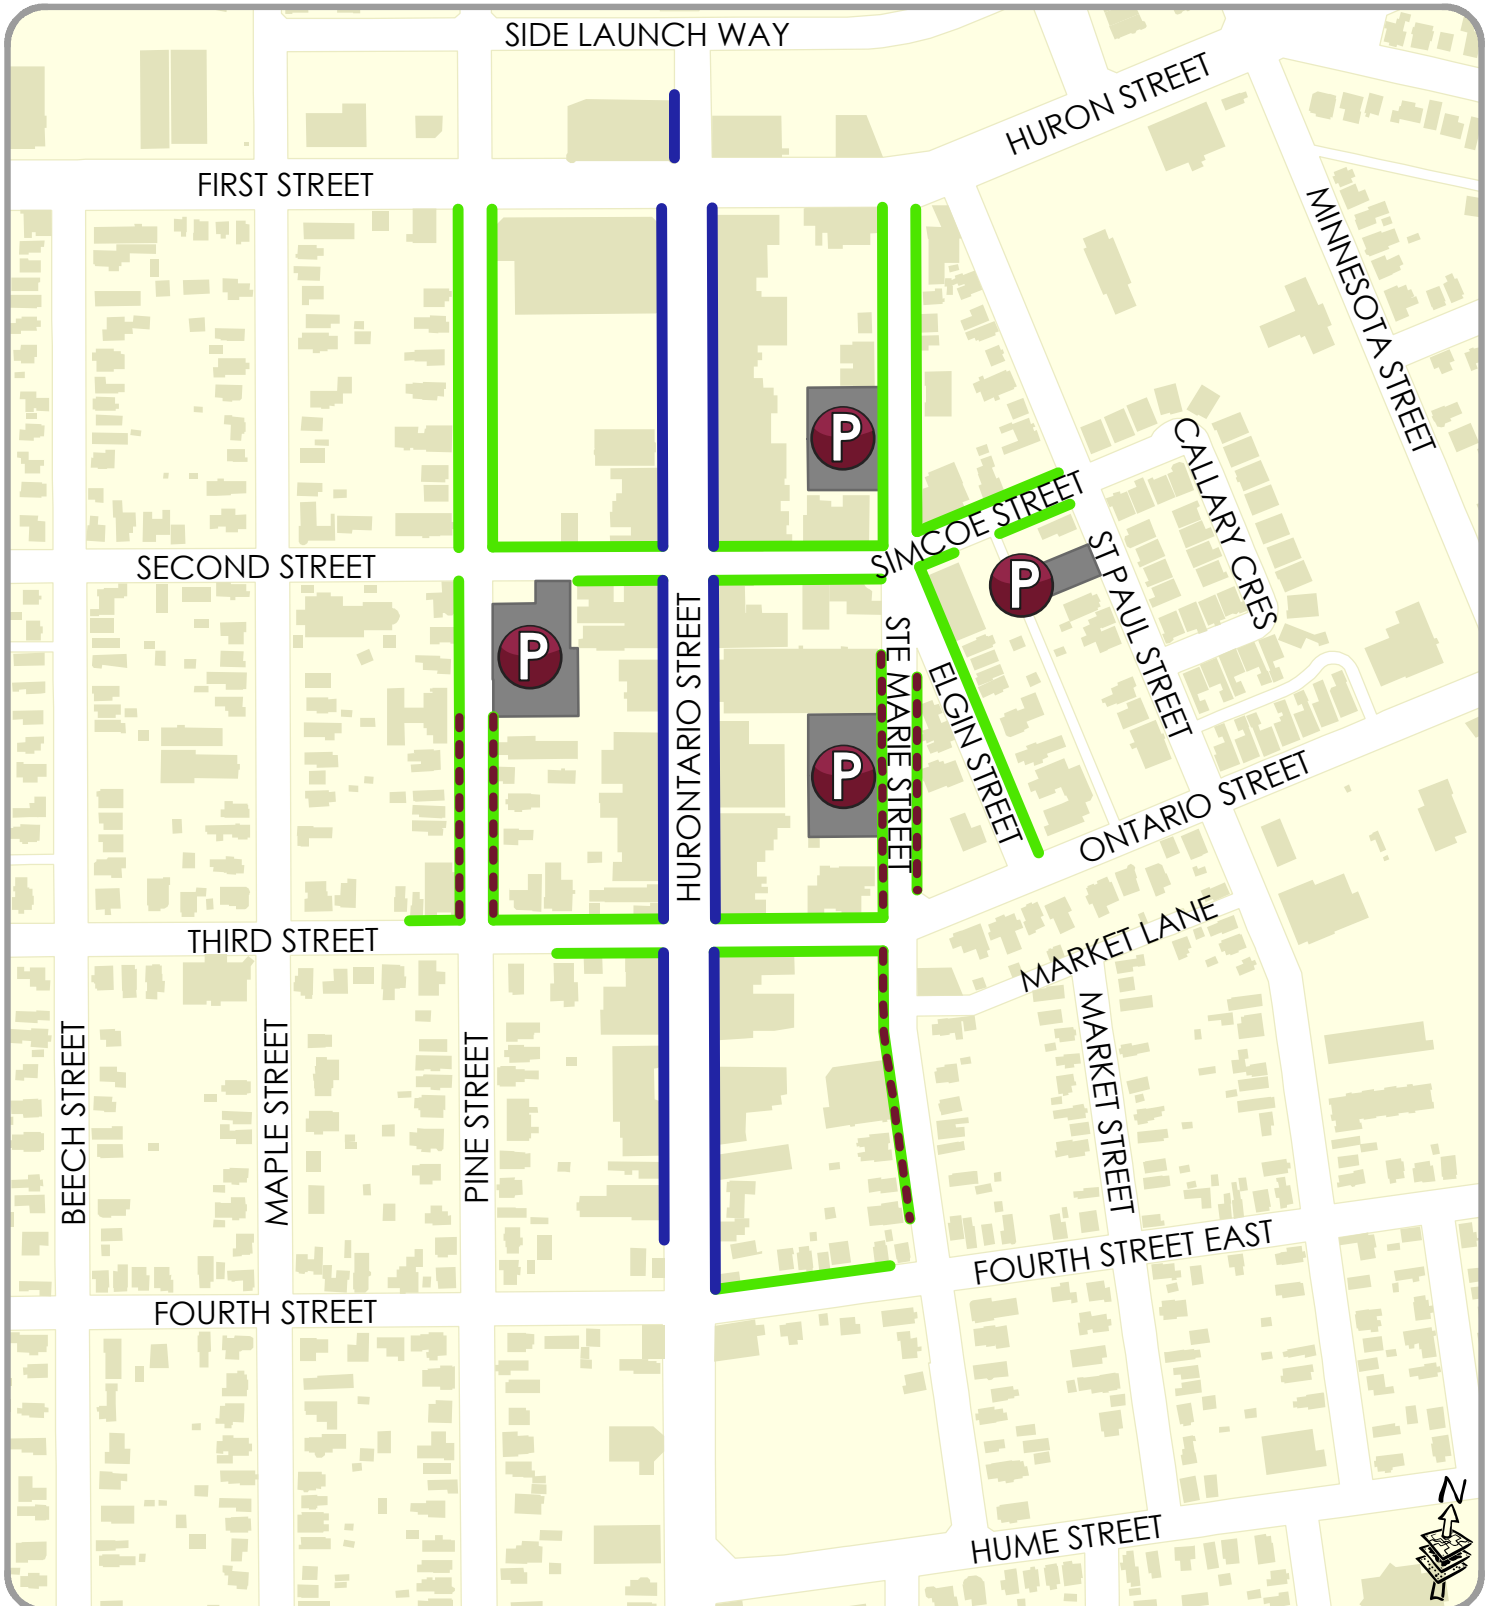 SIDE LAUNCH WAY
HURON STREET
FIRST STREET
MINNESOTA STREET
P
CALLARY CRES
SIMCOE STREET
SECOND STREET
P
ST PAUL STREET
P
HURONTARIO STREET
STE MARIE STREET
ELGIN STREET
P
ONTARIO STREET
THIRD STREET
MARKET LANE
BEECH STREET
MAPLE STREET
PINE STREET
MARKET STREET
FOURTH STREET EAST
FOURTH STREET
N
HUME STREET